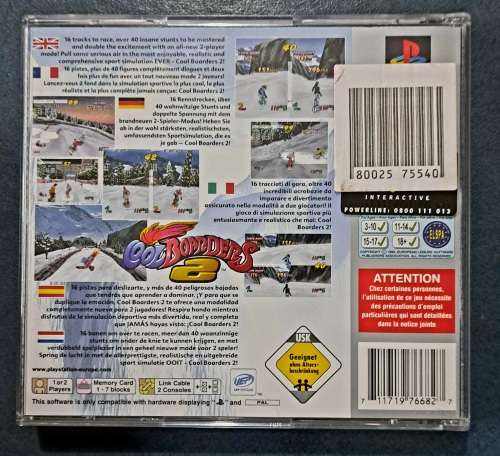 16 tracks to race, over 40 insane stunts to be mastered
and double the excitement with an all-new 2-player
mode! Pull some serious air in the most enjoyable, realistic and
comprehensive sport simulation EVER - Cool Boarders 2!
16 pistes, plus de 40 figures complètement dingues et deux
fois plus de fun avec un tout nouveau mode 2 joueurs!
Lancez-vous à fond dans la simulation sportive la plus cool, la plus
réaliste et la plus complète jamais conçue: Cool Boarders 2!
16 Rennstrecken, über
40 wahnwitzige Stunts und
doppelte Spannung mit dem
brandneuen 2-Spieler-Modus! Heben Sie
ab in der wohl stärksten, realistischsten,
umfassendsten Sportsimulation, die es
je gab - Cool Boarders 2!
16 tracciati di gara, oltre 40
incredibili acrobazie da
imparare e divertimento
assicurato nella modalità a due giocatori! Il
gioco di simulazione sportiva più
entusiasmante e realistico che mai: Cool
Boarders 2!
COOL BOARDERS
2
16 pistas para deslizarte, y más de 40 peligrosas bajadas
que tendrás que aprender a dominar. ¡Y para que se
duplique la emoción, Cool Boarders 2 te ofrece una modalidad
completamente nueva para 2 jugadores! Respira hondo mientras
disfrutas de la simulación deportiva más divertida, real y completa
que ¡JAMÁS hayas visto: ¡Cool Boarders 2!
16 banen om over te racen, meer dan 40 waanzinnige
stunts om onder de knie te kunnen krijgen, en met
verdubbeld spelplezier in een geheel nieuwe mode voor 2 speler!
Spring de lucht in met de allerprettigste, realistische en uitgebreide
sport simulatie OOIT - Cool Boarders 2!
www.playstation-europe.com
1 or 2
Players
Memory Card
1 - 7 blocks
Link Cable
2 Consoles
This software is only compatible with hardware displaying
and
PAL
USK
Geeignet
ohne Alters-
beschränkung
80025 75540
INTERACTIVE
POWERLINE: 0800 111 013
3-10
11-14
15-17
18+
ELSPA
ATTENTION
Chez certaines personnes,
l'utilisation de ce jeu nécessite
des précautions d'emploi
particulières qui sont détaillées
dans la notice jointe
7 11719 76682 7